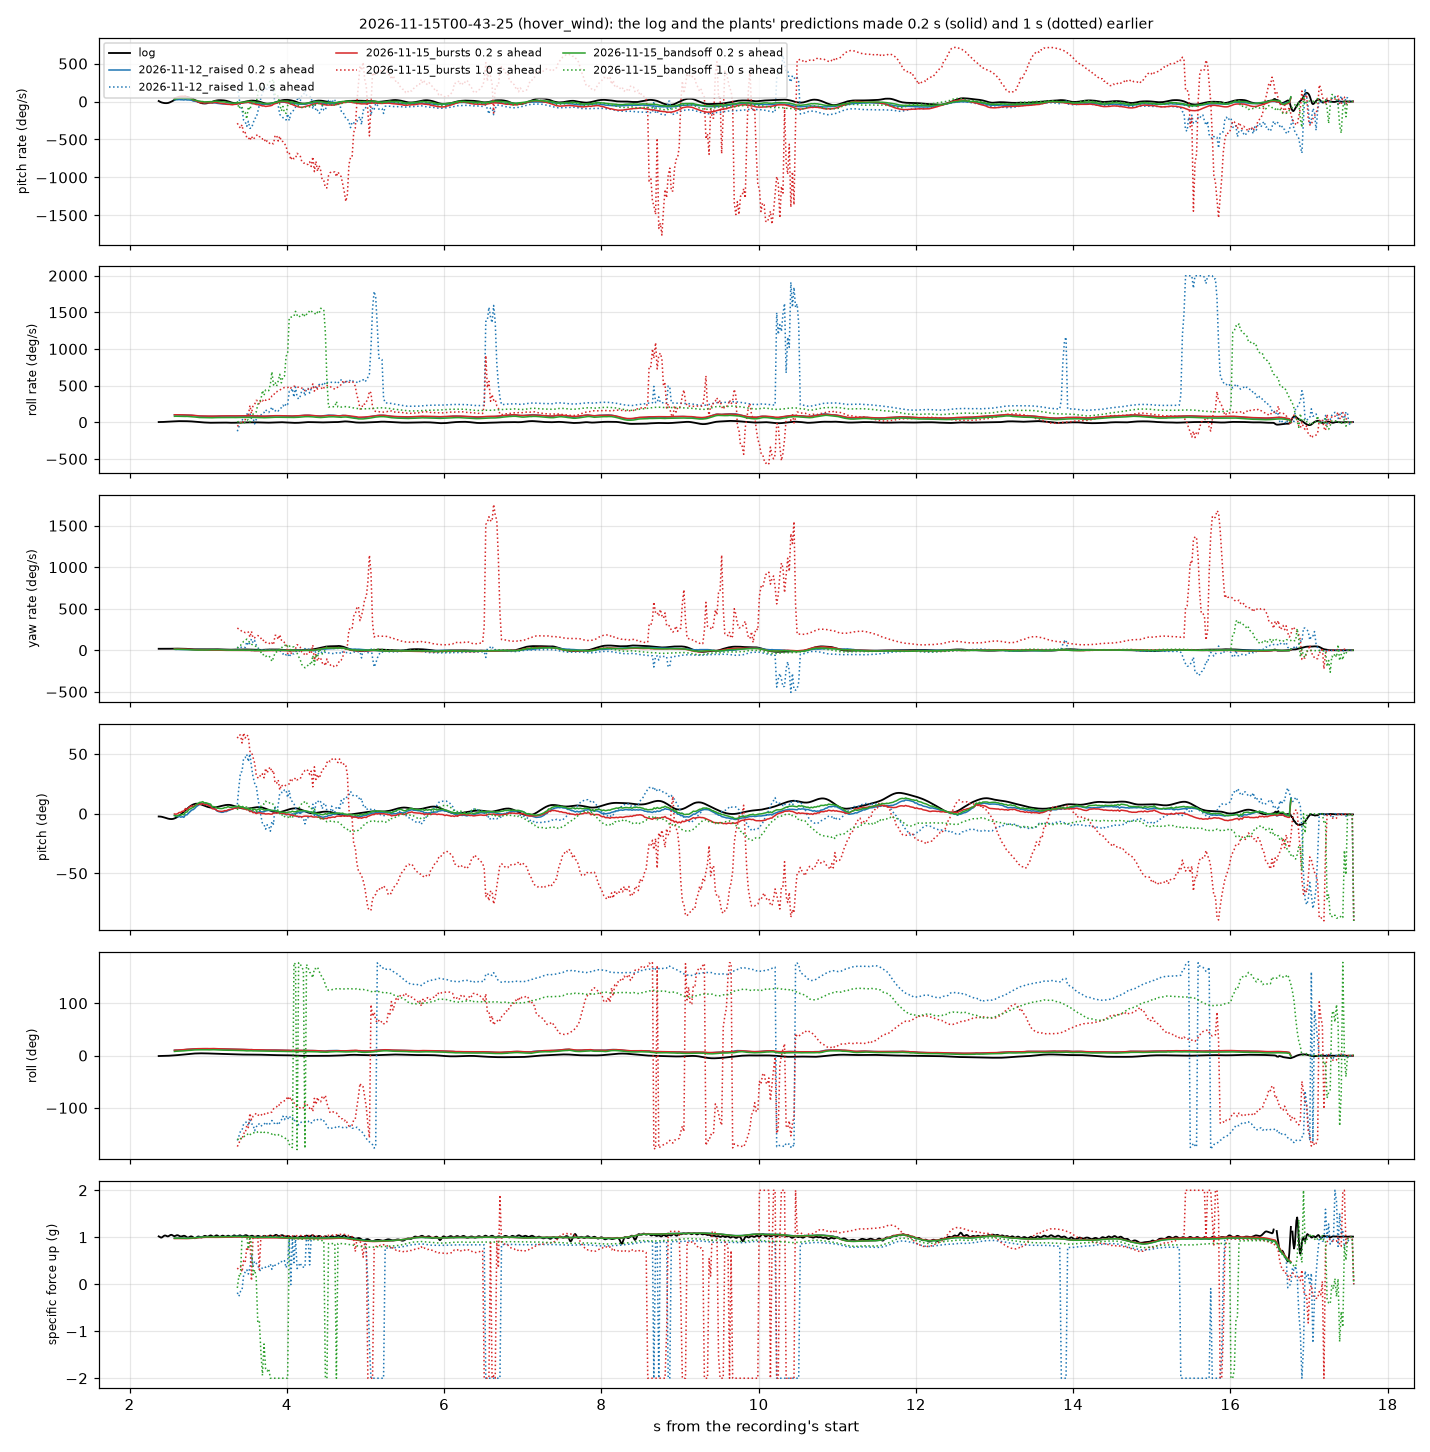 2026-11-15T00-43-25 (hover_wind): the log and the plants' predictions made 0.2 s (solid) and 1 s (dotted) earlier
log
2026-11-12_raised 0.2 s ahead
2026-11-12_raised 1.0 s ahead
2026-11-15_bursts 0.2 s ahead
2026-11-15_bursts 1.0 s ahead
2026-11-15_bandsoff 0.2 s ahead
2026-11-15_bandsoff 1.0 s ahead
pitch rate (deg/s)
500
0
−500
−1000
−1500
roll rate (deg/s)
2000
1500
1000
500
0
−500
yaw rate (deg/s)
1500
1000
500
0
−500
pitch (deg)
50
0
−50
roll (deg)
100
0
−100
specific force up (g)
2
1
0
−1
−2
2 4 6 8 10 12 14 16 18
s from the recording's start